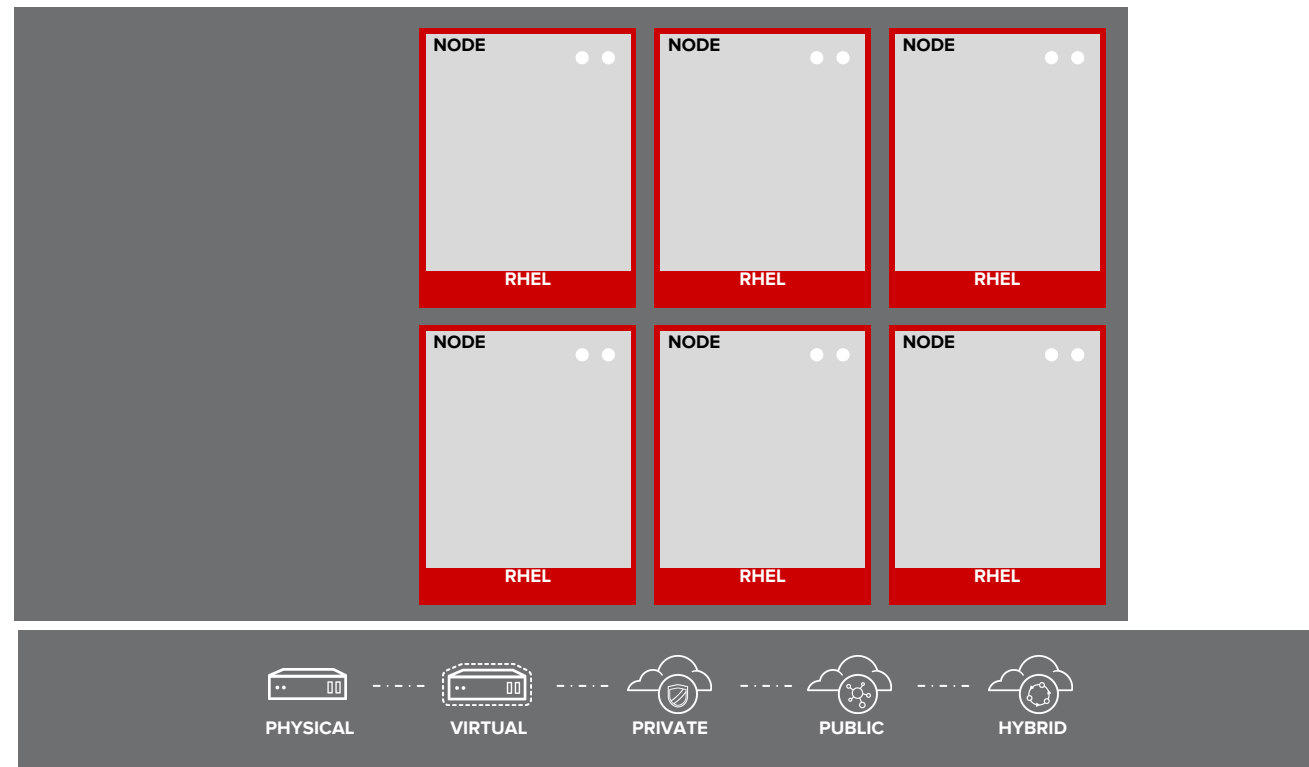 NODE NODE NODE
RHEL RHEL RHEL
NODE NODE NODE
RHEL RHEL RHEL
PHYSICAL VIRTUAL PRIVATE PUBLIC HYBRID